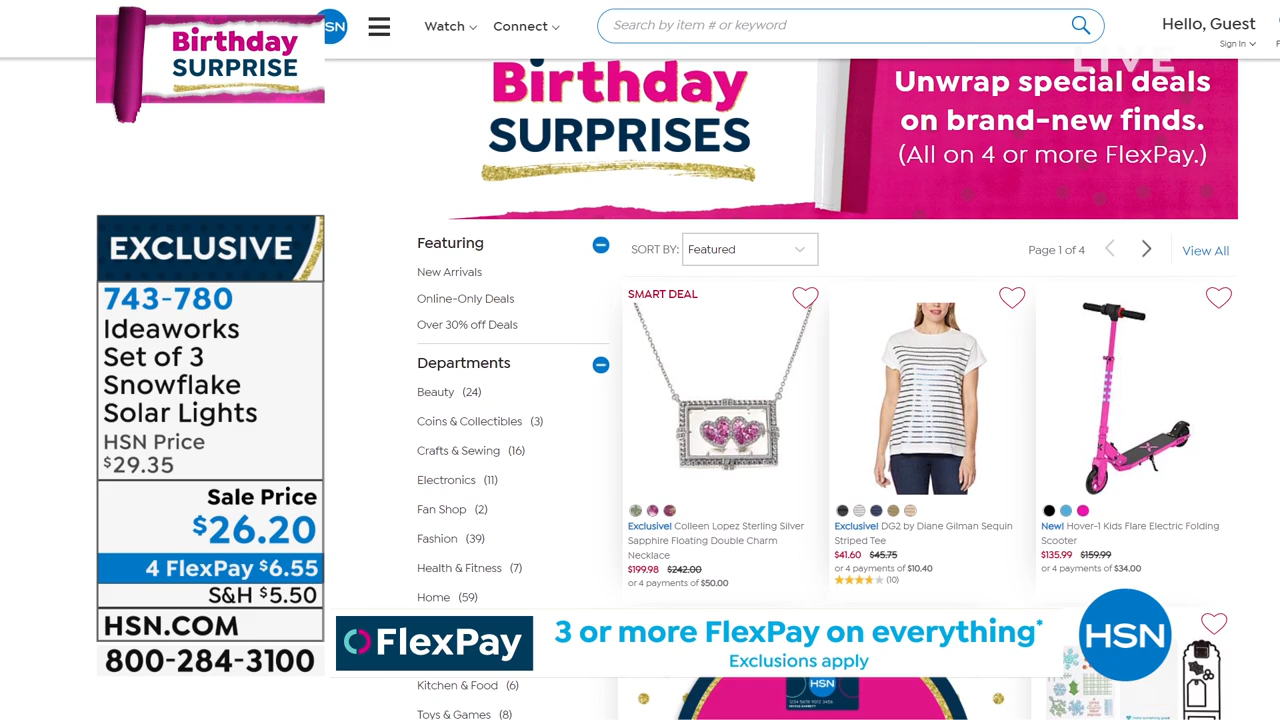 Birthday
SURPRISE
SN
Watch
Connect
Search by item # or keyword
Hello, Guest
Sign In
LIVE
Birthday
SURPRISES
Unwrap special deals
on brand-new finds.
(All on 4 or more FlexPay.)
EXCLUSIVE
743-780
Ideaworks
Set of 3
Snowflake
Solar Lights
HSN Price
$29.35
Sale Price
$26.20
4 FlexPay $6.55
S&H $5.50
HSN.COM
800-284-3100
Featuring
New Arrivals
Online-Only Deals
Over 30% off Deals
Departments
Beauty (24)
Coins & Collectibles (3)
Crafts & Sewing (16)
Electronics (11)
Fan Shop (2)
Fashion (39)
Health & Fitness (7)
Home (59)
Kitchen & Food (6)
Toys & Games (8)
SORT BY: Featured
Page 1 of 4
View All
SMART DEAL
Exclusive! Colleen Lopez Sterling Silver
Sapphire Floating Double Charm
Necklace
$199.98 $242.00
or 4 payments of $50.00
Exclusive! DG2 by Diane Gilman Sequin
Striped Tee
$41.60 $45.75
or 4 payments of $10.40
(10)
New! Hover-1 Kids Flare Electric Folding
Scooter
$135.99 $159.99
or 4 payments of $34.00
FlexPay
3 or more FlexPay on everything*
Exclusions apply
HSN
HSN